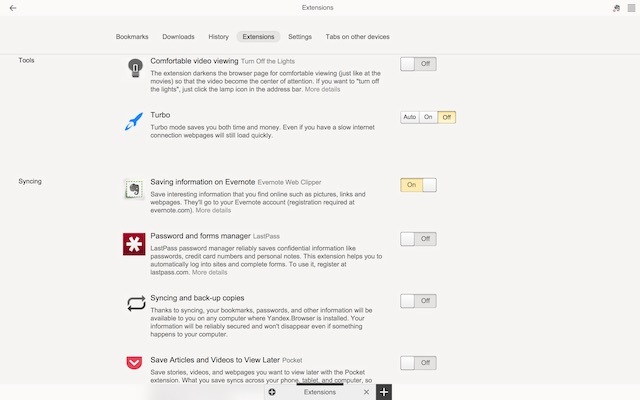 Extensions
Bookmarks Downloads History Extensions Settings Tabs on other devices
Tools
Comfortable video viewing Turn Off the Lights
Off
The extension darkens the browser page for comfortable viewing (just like at the
movies) so that the video become the center of attention. If you want to "turn off
the lights", just click the lamp icon in the address bar. More details
Turbo
Auto On Off
Turbo mode saves you both time and money. Even if you have a slow internet
connection webpages will still load quickly.
Syncing
Saving information on Evernote Evernote Web Clipper
On
Save interesting information that you find online such as pictures, links and
webpages. They'll go to your Evernote account (registration required at
evernote.com). More details
Password and forms manager LastPass
Off
LastPass password manager reliably saves confidential information like
passwords, credit card numbers and personal notes. This extension helps you to
automatically log into sites and complete forms. To use it, register at
lastpass.com. More details
Syncing and back-up copies
Off
Thanks to syncing, your bookmarks, passwords, and other information will be
available to you on any computer where Yandex.Browser is installed. Your
information will be reliably secured and won't disappear even if something
happens to your computer.
Save Articles and Videos to View Later Pocket
Off
Save stories, videos, and webpages you want to view later with the Pocket
extension. What you save syncs across your phone, tablet, and computer, so
Extensions